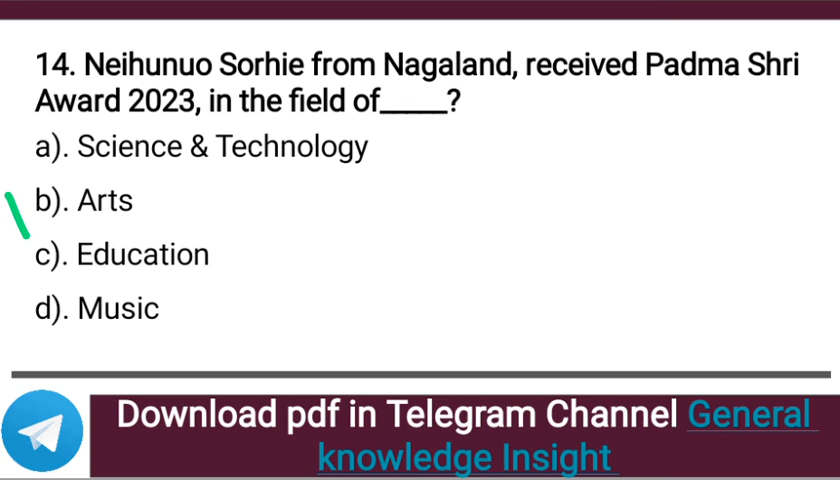 14. Neihunuo Sorhie from Nagaland, received Padma Shri
Award 2023, in the field of_____?
a). Science & Technology
b). Arts
c). Education
d). Music
Download pdf in Telegram Channel General
knowledge Insight